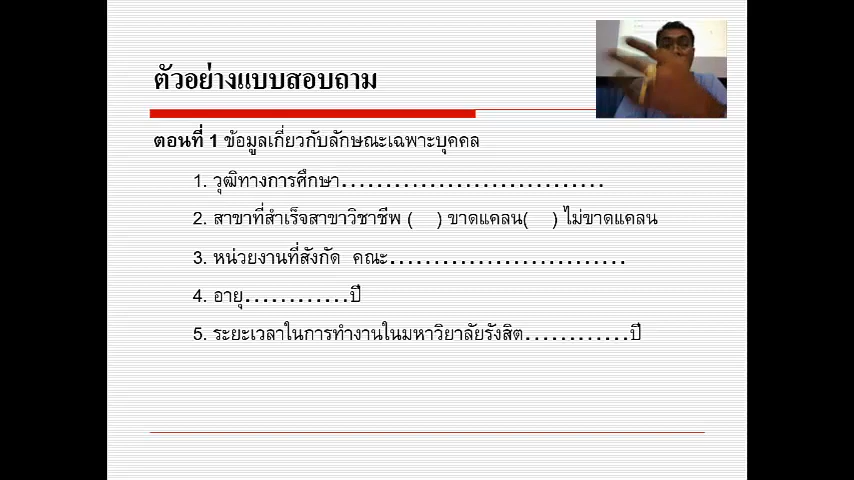 ตัวอย่างแบบสอบถาม
ตอนที่ 1 ข้อมูลเกี่ยวกับลักษณะเฉพาะบุคคล
1. วุฒิทางการศึกษา..............................
2. สาขาที่สำเร็จสาขาวิชาชีพ ( ) ขาดแคลน( ) ไม่ขาดแคลน
3. หน่วยงานที่สังกัด คณะ...........................
4. อายุ............ปี
5. ระยะเวลาในการทำงานในมหาวิยาลัยรังสิต............ปี